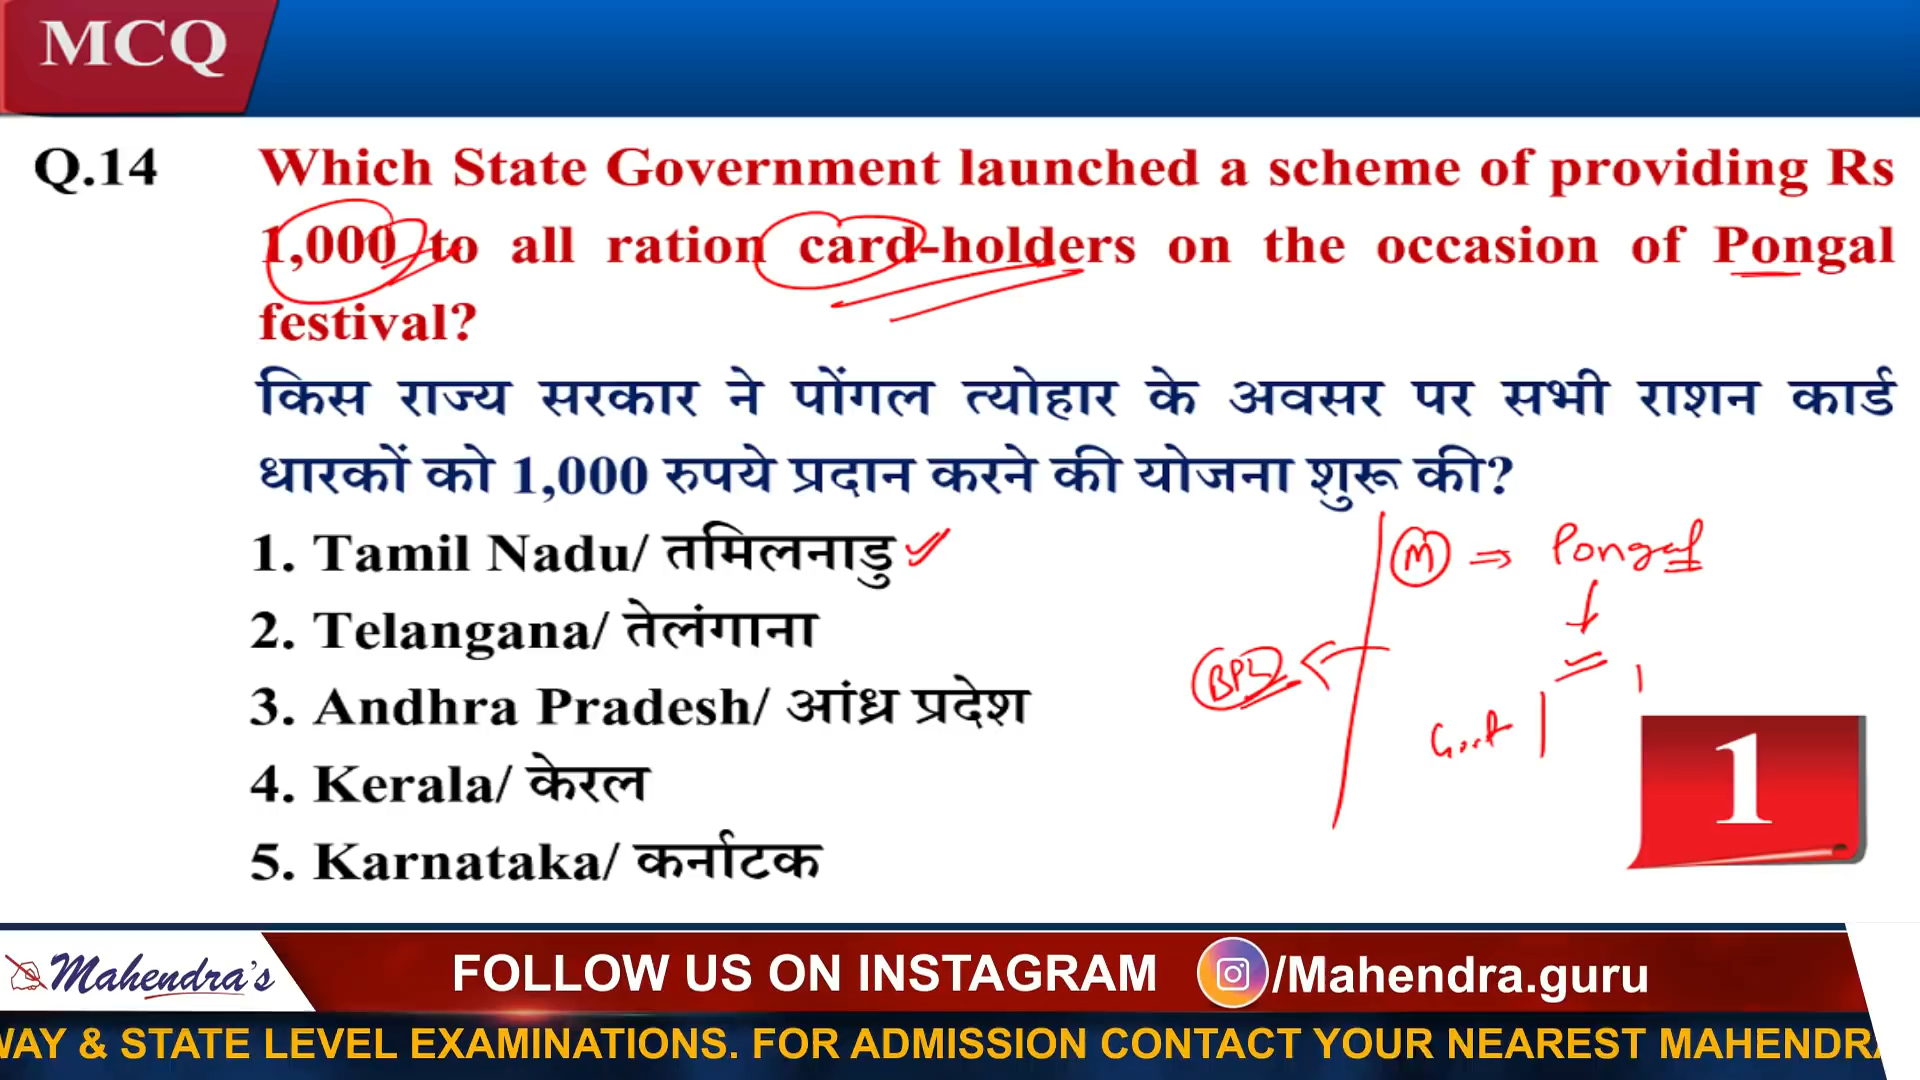 MCQ
Q.14 Which State Government launched a scheme of providing Rs
1,000 to all ration card-holders on the occasion of Pongal
festival?
किस राज्य सरकार ने पोंगल त्योहार के अवसर पर सभी राशन कार्ड
धारकों को 1,000 रुपये प्रदान करने की योजना शुरू की?
1. Tamil Nadu/ तमिलनाडु
M ⇒ Pongal
2. Telangana/ तेलंगाना
BPL
3. Andhra Pradesh/ आंध्र प्रदेश
Govt
1
4. Kerala/ केरल
5. Karnataka/ कर्नाटक
Mahendra's
FOLLOW US ON INSTAGRAM /Mahendra.guru
WAY & STATE LEVEL EXAMINATIONS. FOR ADMISSION CONTACT YOUR NEAREST MAHENDRA